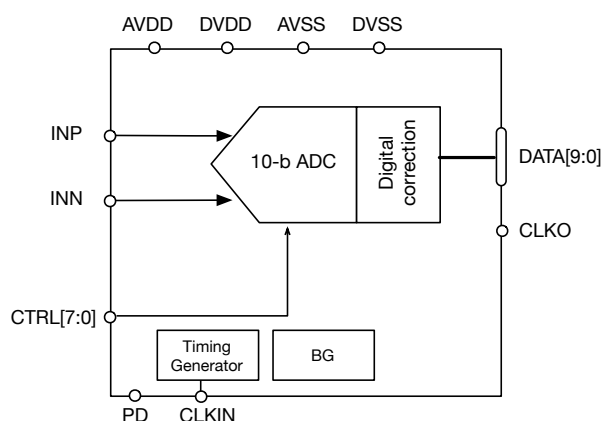 AVDD DVDD AVSS DVSS
INP
INN
10-b ADC
Digital
correction
DATA[9:0]
CLKO
CTRL[7:0]
Timing
Generator
BG
PD CLKIN